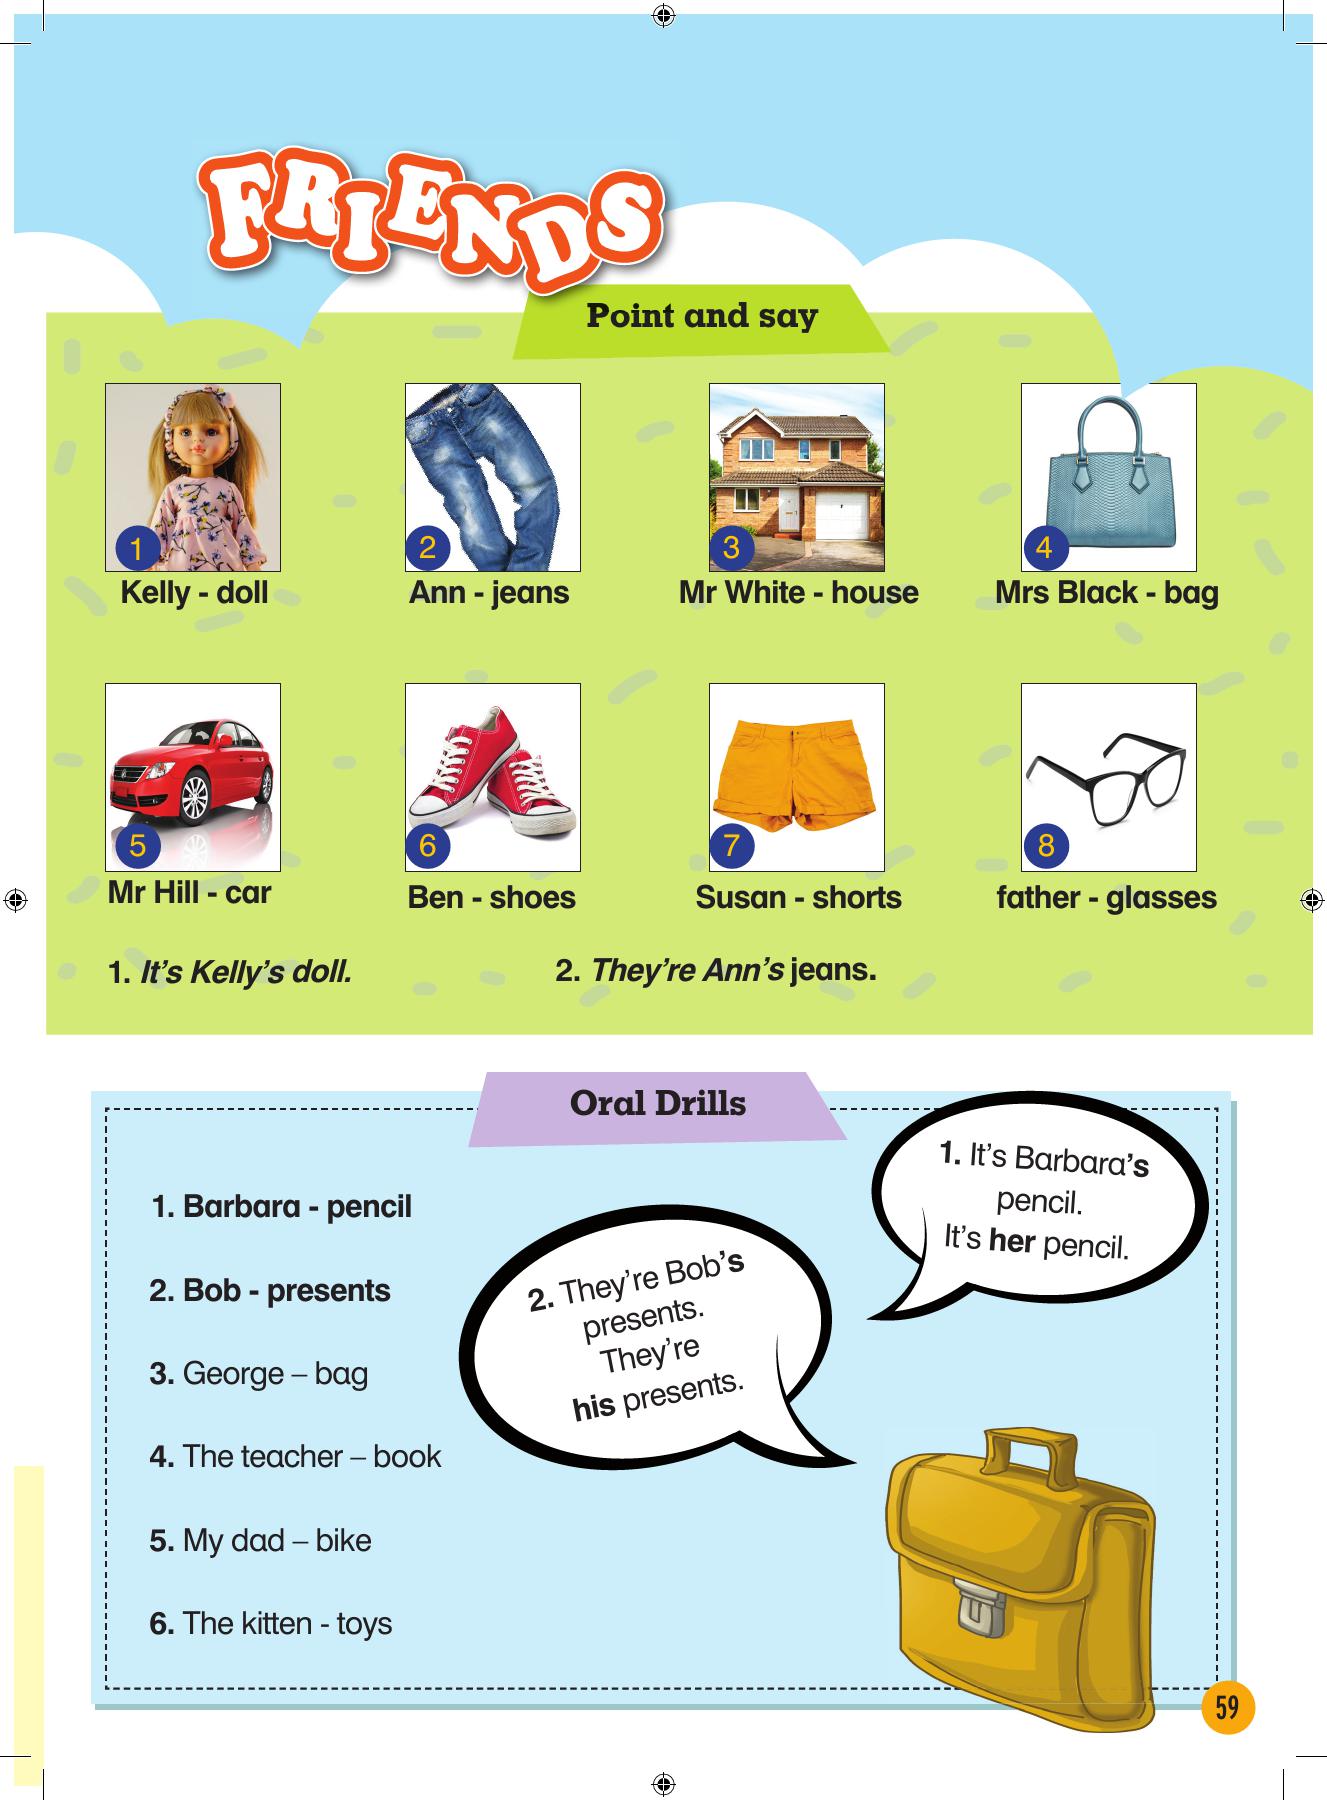 FRIENDS
Point and say
1
2
3
4
Kelly - doll
Ann - jeans
Mr White - house
Mrs Black - bag
5
6
7
8
Mr Hill - car
Ben - shoes
Susan - shorts
father - glasses
1. It's Kelly's doll.
2. They're Ann's jeans.
Oral Drills
1. Barbara - pencil
2. Bob - presents
3. George – bag
4. The teacher – book
5. My dad – bike
6. The kitten - toys
1. It's Barbara's
pencil.
It's her pencil.
2. They're Bob's
presents.
They're
his presents.
59